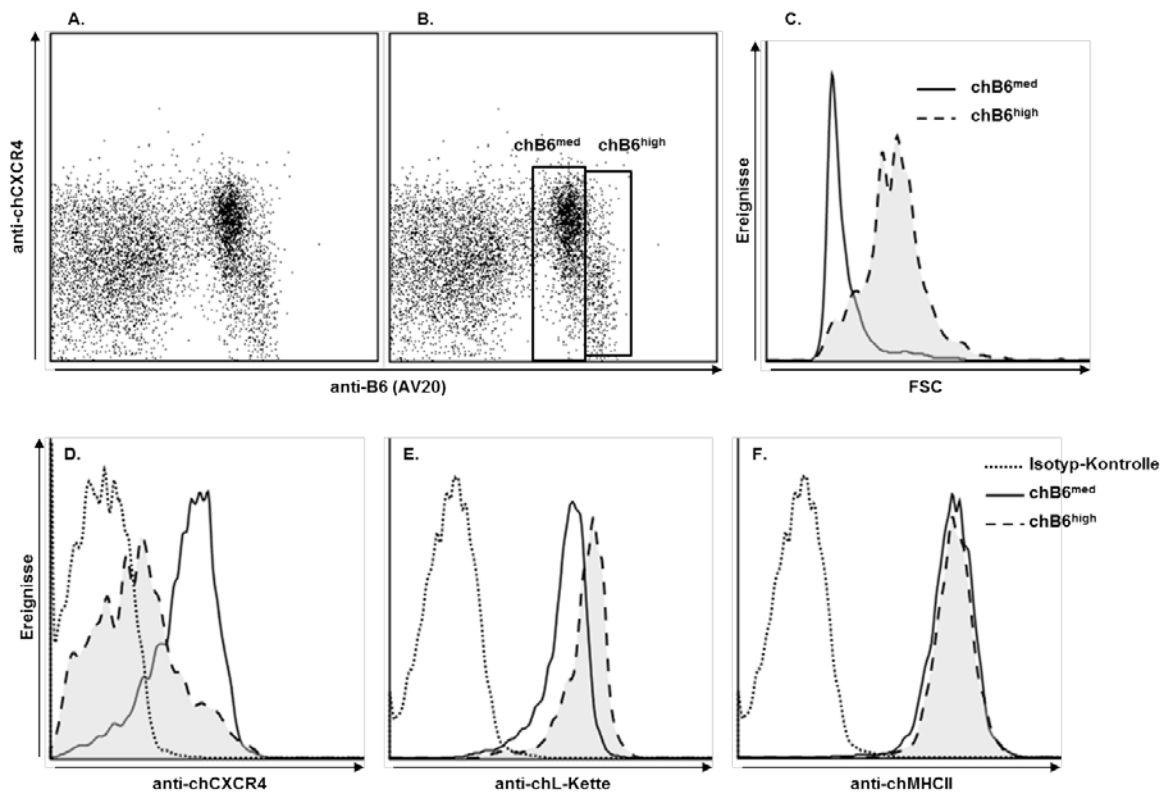 A.
B.
C.
anti-chCXCR4
chB6med
chB6high
anti-B6 (AV20)
Ereignisse
chB6med
chB6high
FSC
D.
E.
F.
Ereignisse
Isotyp-Kontrolle
chB6med
chB6high
anti-chCXCR4
anti-chL-Kette
anti-chMHCII